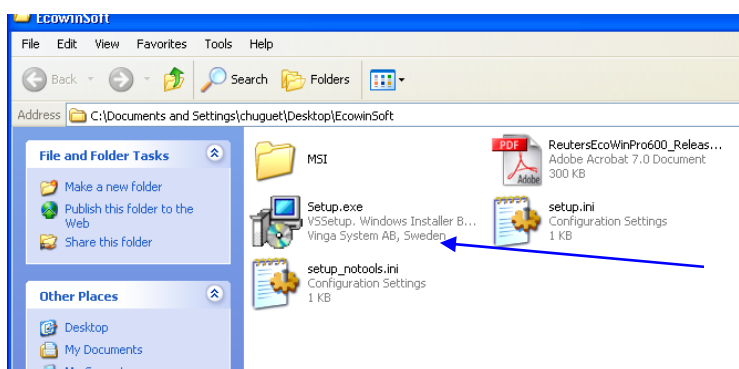 EcowinSoft
File Edit View Favorites Tools Help
Back Search Folders
Address C:\Documents and Settings\chuguet\Desktop\EcowinSoft
File and Folder Tasks
Make a new folder
Publish this folder to the
Web
Share this folder
Other Places
Desktop
My Documents
MSI
PDF
Adobe
ReutersEcoWinPro600_Releas...
Adobe Acrobat 7.0 Document
300 KB
Setup.exe
VSSetup. Windows Installer B...
Vinga System AB, Sweden
setup.ini
Configuration Settings
1 KB
setup_notools.ini
Configuration Settings
1 KB